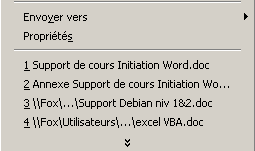 Envoyer vers
Propriétés
1 Support de cours Initiation Word.doc
2 Annexe Support de cours Initiation Wo...
3 \\Fox\...\Support Debian niv 1&2.doc
4 \\Fox\Utilisateurs\...\excel VBA.doc